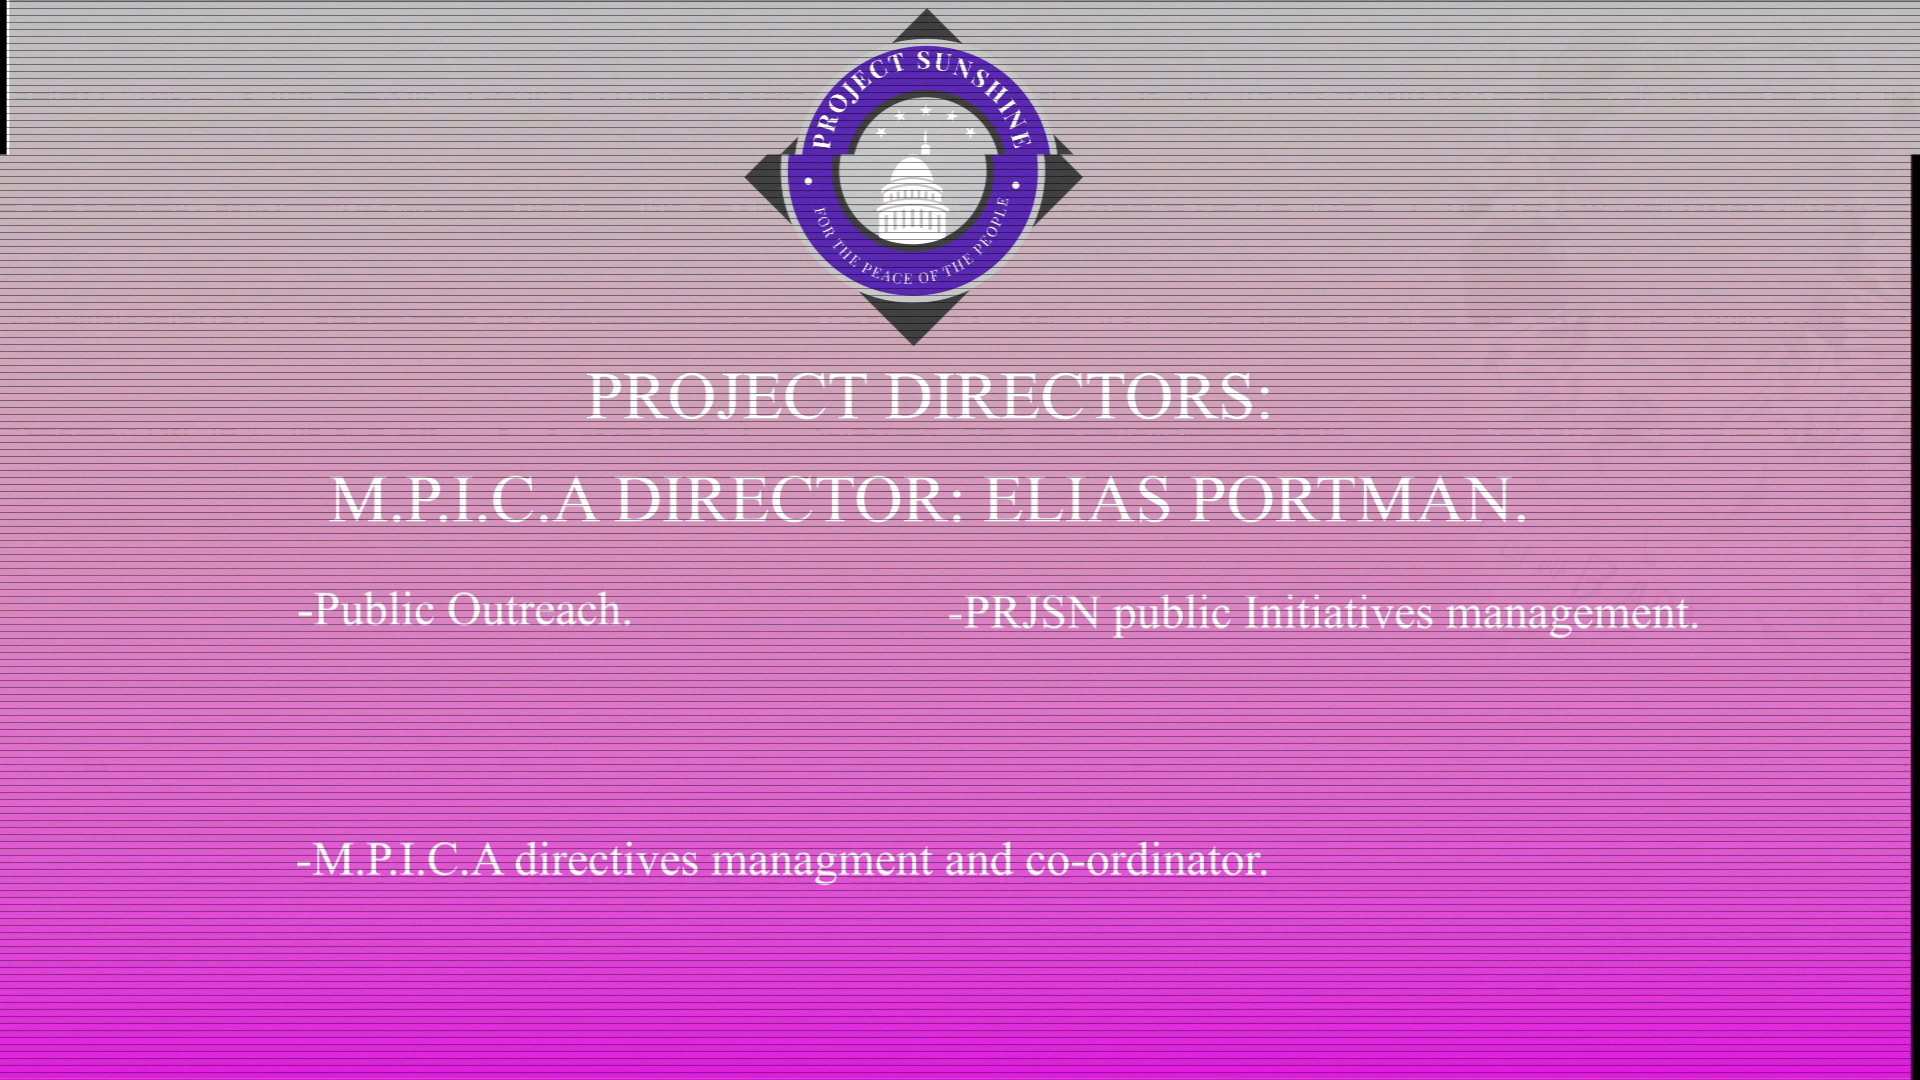 PROJECT SUNSHINE
FOR THE PEACE OF THE PEOPLE
PROJECT DIRECTORS:
M.P.I.C.A DIRECTOR: ELIAS PORTMAN.
-Public Outreach.
-PRJSN public Initiatives management.
-M.P.I.C.A directives managment and co-ordinator.